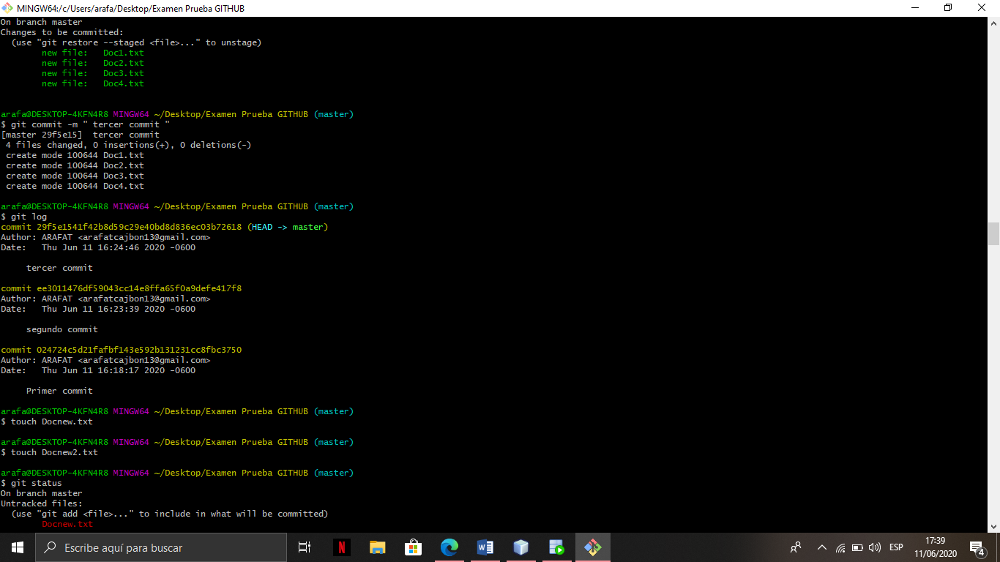 MINGW64:/c/Users/arafa/Desktop/Examen Prueba GITHUB
On branch master
Changes to be committed:
  (use "git restore --staged <file>..." to unstage)
        new file:   Doc1.txt
        new file:   Doc2.txt
        new file:   Doc3.txt
        new file:   Doc4.txt
arafa@DESKTOP-4KFN4R8 MINGW64 ~/Desktop/Examen Prueba GITHUB (master)
$ git commit -m " tercer commit "
[master 29f5e15]  tercer commit
 4 files changed, 0 insertions(+), 0 deletions(-)
 create mode 100644 Doc1.txt
 create mode 100644 Doc2.txt
 create mode 100644 Doc3.txt
 create mode 100644 Doc4.txt
arafa@DESKTOP-4KFN4R8 MINGW64 ~/Desktop/Examen Prueba GITHUB (master)
$ git log
commit 29f5e1541f42b8d59c29e40bd8d836ec03b72618 (HEAD -> master)
Author: ARAFAT <arafatcajbon13@gmail.com>
Date:   Thu Jun 11 16:24:46 2020 -0600
     tercer commit
commit ee3011476df59043cc14e8ffa65f0a9defe417f8
Author: ARAFAT <arafatcajbon13@gmail.com>
Date:   Thu Jun 11 16:23:39 2020 -0600
     segundo commit
commit 024724c5d21fafbf143e592b131231cc8fbc3750
Author: ARAFAT <arafatcajbon13@gmail.com>
Date:   Thu Jun 11 16:18:17 2020 -0600
     Primer commit
arafa@DESKTOP-4KFN4R8 MINGW64 ~/Desktop/Examen Prueba GITHUB (master)
$ touch Docnew.txt
arafa@DESKTOP-4KFN4R8 MINGW64 ~/Desktop/Examen Prueba GITHUB (master)
$ touch Docnew2.txt
arafa@DESKTOP-4KFN4R8 MINGW64 ~/Desktop/Examen Prueba GITHUB (master)
$ git status
On branch master
Untracked files:
  (use "git add <file>..." to include in what will be committed)
        Docnew.txt
Escribe aquí para buscar
N
W
ESP
17:39
11/06/2020
4